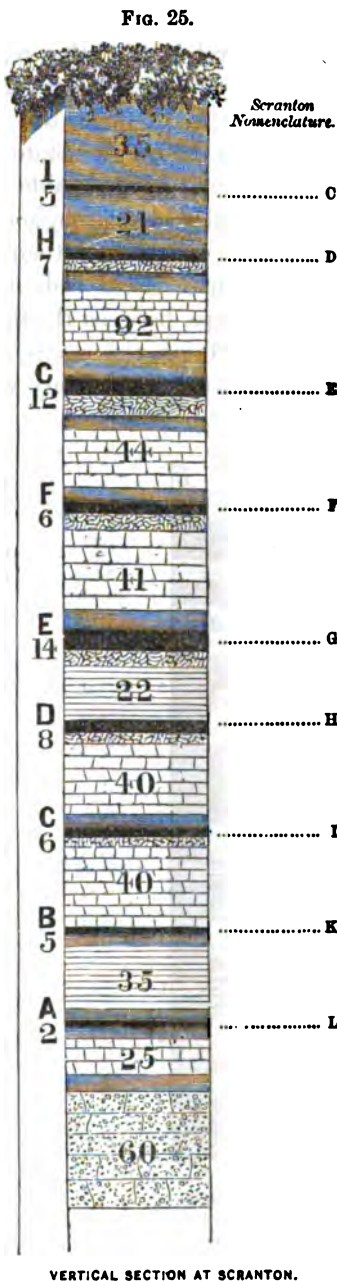 FIG. 25.
Scranton
Nomenclature.
35
I
5 C
21
H
7 D
92
C
12 E
44
F
6 F
41
E
14 G
22
D
8 H
40
C
6 I
40
B
5 K
35
A
2 L
25
60
VERTICAL SECTION AT SCRANTON.